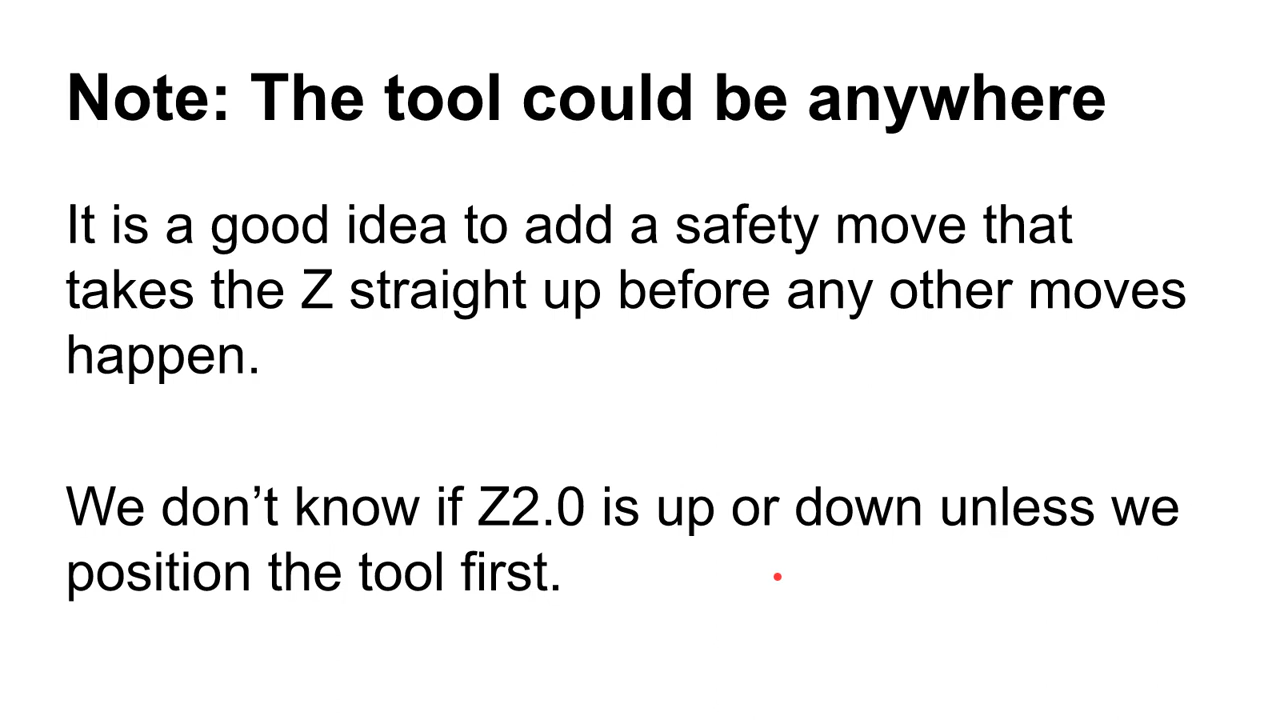 Note: The tool could be anywhere
It is a good idea to add a safety move that
takes the Z straight up before any other moves
happen.
We don’t know if Z2.0 is up or down unless we
position the tool first.